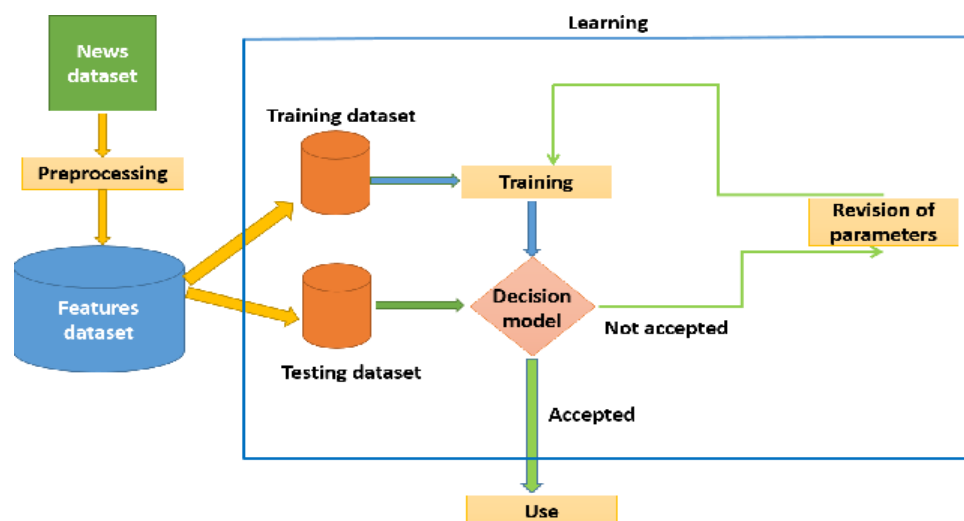 Learning
News
dataset
Training dataset
Preprocessing
Training
Revision of
parameters
Features
dataset
Decision
model
Not accepted
Testing dataset
Accepted
Use